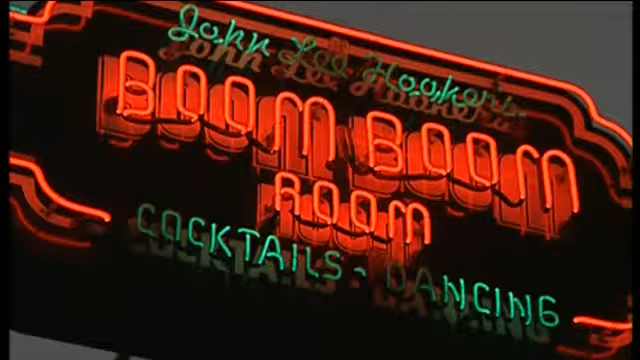 John Lee Hooker's
BOOM BOOM
ROOM
COCKTAILS - DANCING